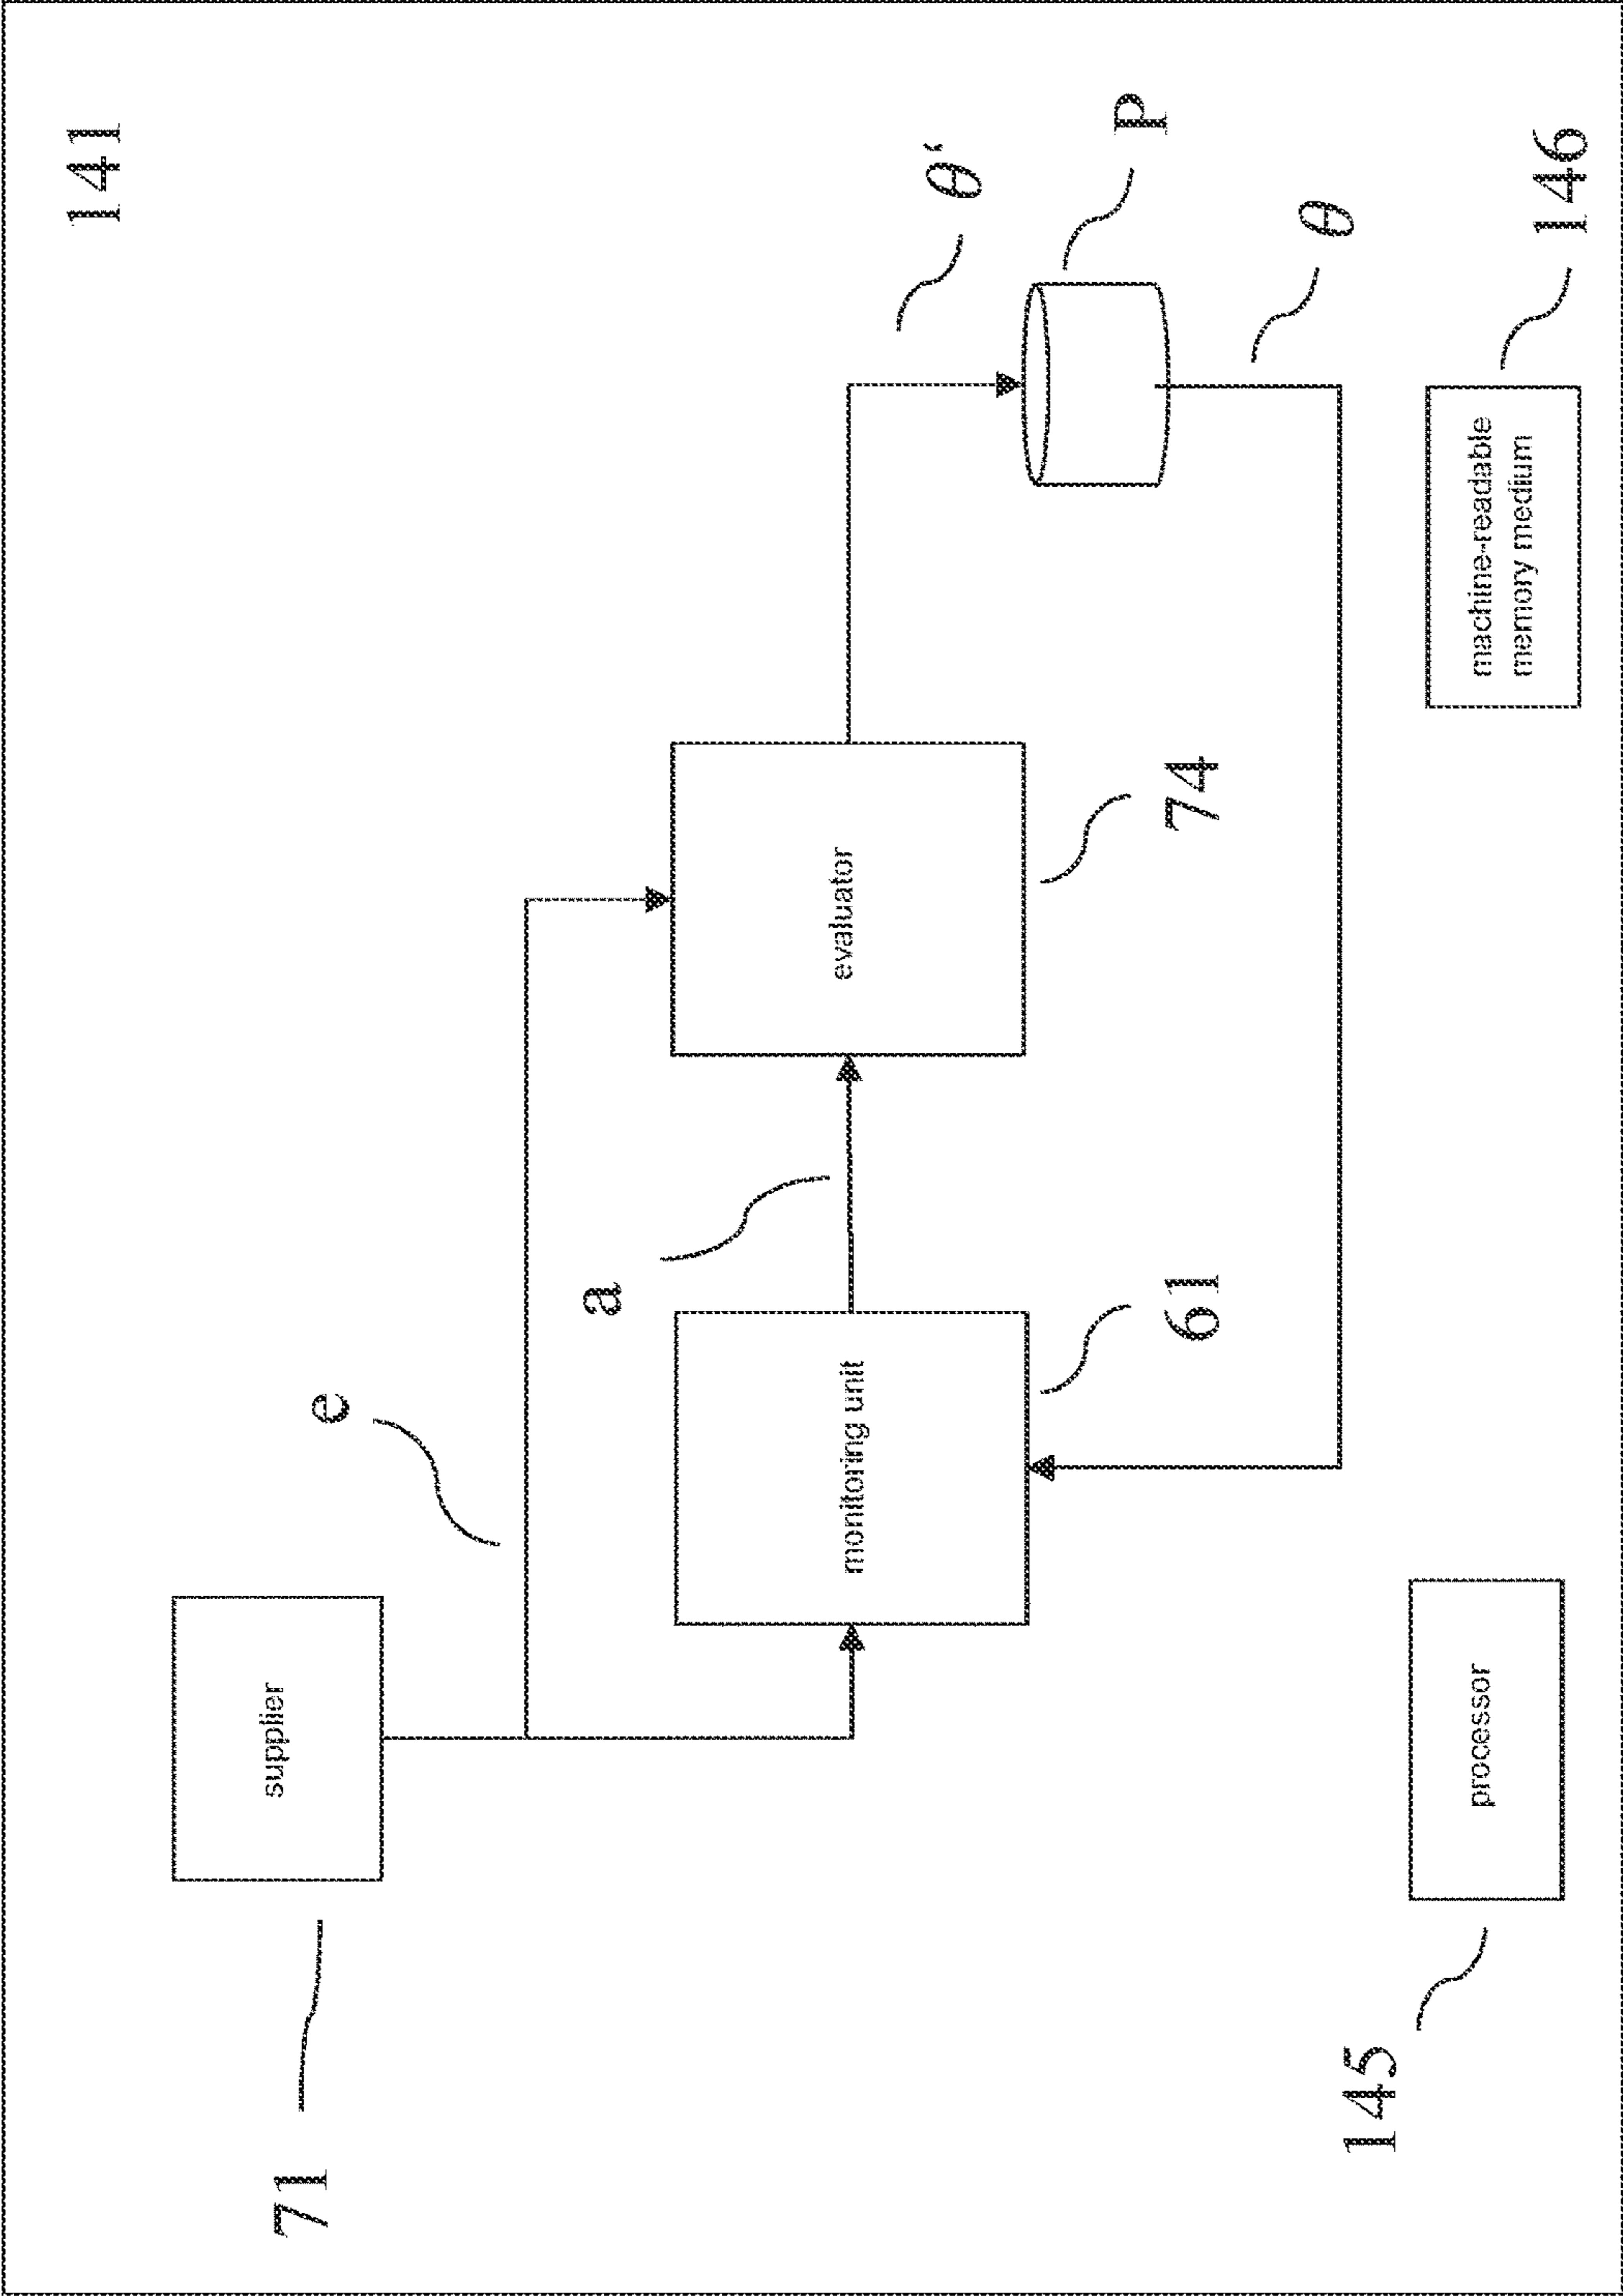 141
71
supplier
e
a
monitoring unit
61
evaluator
74
θ‘
P
θ
145
processor
machine-readable
memory medium
146